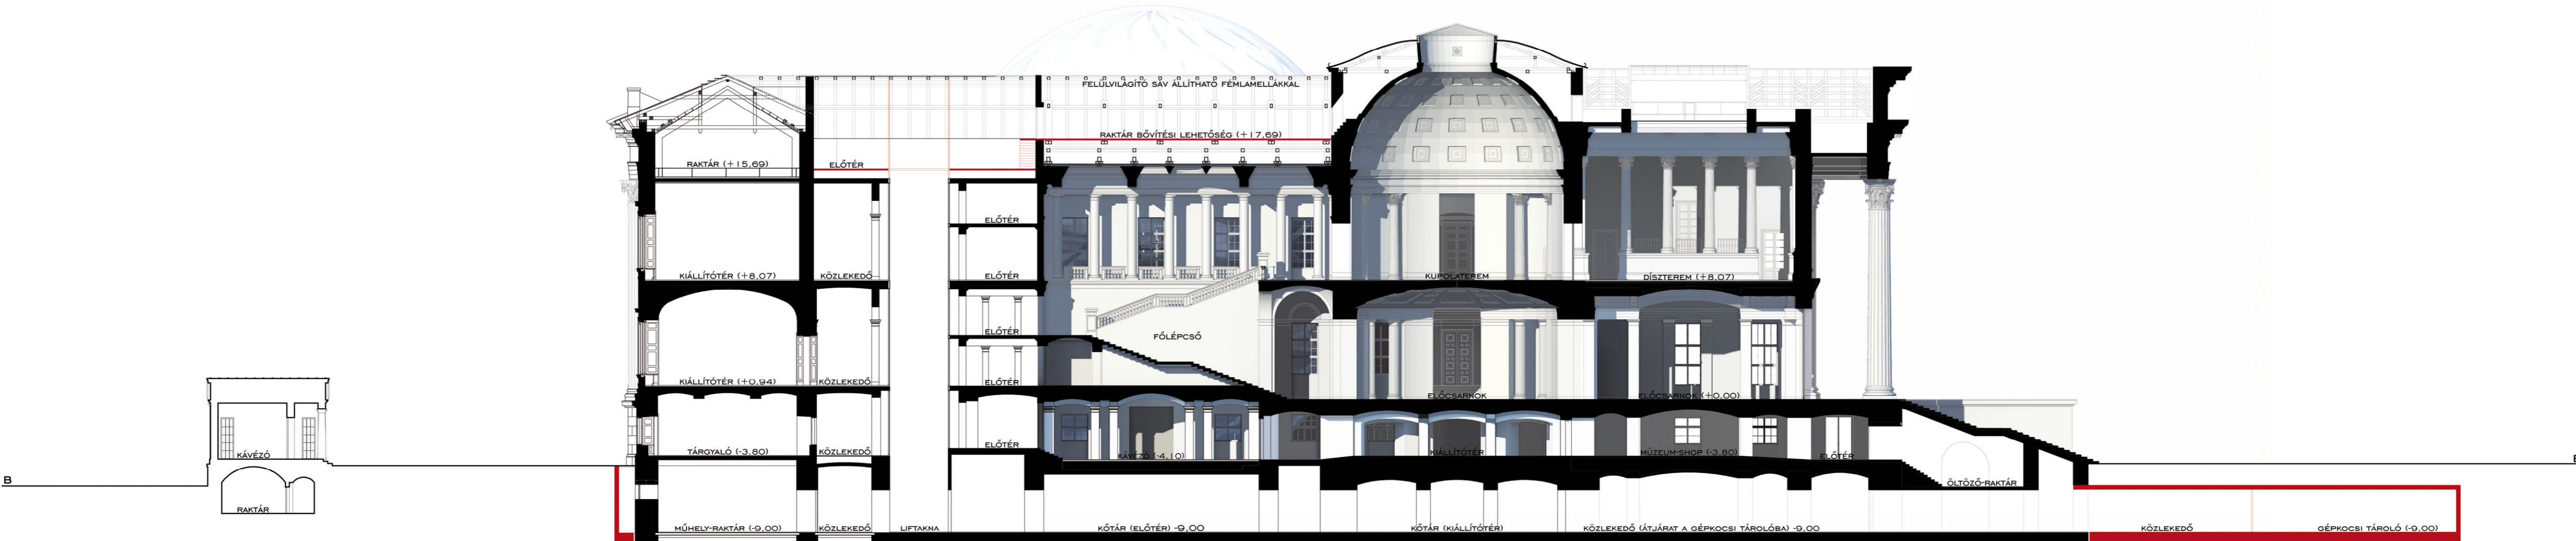 FELÜLVILÁGÍTÓ SÁV ÁLLÍTHATÓ FÉMLAMELLÁKKAL
RAKTÁR BŐVÍTÉSI LEHETŐSÉG (+17,69)
RAKTÁR (+15,69)
ELŐTÉR
ELŐTÉR
KIÁLLÍTÓTÉR (+8,07)
KÖZLEKEDŐ
ELŐTÉR
KUPOLATEREM
DÍSZTEREM (+8,07)
ELŐTÉR
FŐLÉPCSŐ
KIÁLLÍTÓTÉR (+0,94)
KÖZLEKEDŐ
ELŐTÉR
ELŐCSARNOK
ELŐCSARNOK (+0,00)
ELŐTÉR
KÁVÉZÓ
TÁRGYALÓ (-3,80)
KÖZLEKEDŐ
KÁVÉZÓ (-4,10)
KIÁLLÍTÓTÉR
MÚZEUM-SHOP (-3,80)
ELŐTÉR
B
B
ÖLTÖZŐ-RAKTÁR
RAKTÁR
MŰHELY-RAKTÁR (-9,00)
KÖZLEKEDŐ
LIFTAKNA
KŐTÁR (ELŐTÉR) -9,00
KŐTÁR (KIÁLLÍTÓTÉR)
KÖZLEKEDŐ (ÁTJÁRAT A GÉPKOCSI TÁROLÓBA) -9,00
KÖZLEKEDŐ
GÉPKOCSI TÁROLÓ (-9,00)